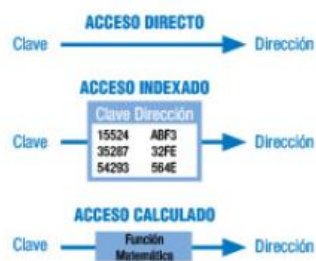 ACCESO DIRECTO
Clave Dirección
ACCESO INDEXADO
Clave Dirección
15524 ABF3
35287 32FE
54293 564E
Clave Dirección
ACCESO CALCULADO
Función
Matemática
Clave Dirección